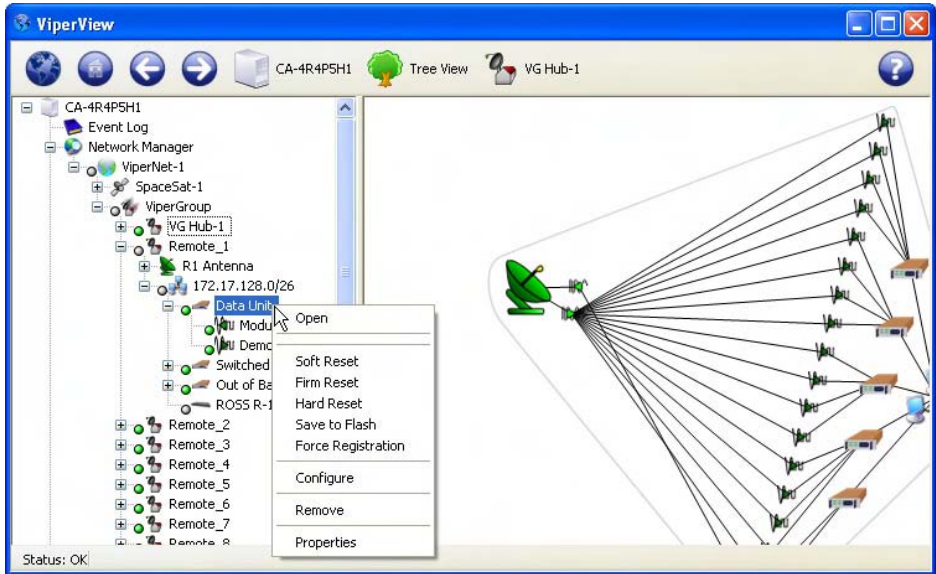 ViperView
CA-4R4P5H1
Tree View
VG Hub-1
CA-4R4P5H1
Event Log
Network Manager
ViperNet-1
SpaceSat-1
ViperGroup
VG Hub-1
Remote_1
R1 Antenna
172.17.128.0/26
Data Unit
Modu
Demo
Switched
Out of Ba
ROSS R-1
Remote_2
Remote_3
Remote_4
Remote_5
Remote_6
Remote_7
Remote_8
Open
Soft Reset
Firm Reset
Hard Reset
Save to Flash
Force Registration
Configure
Remove
Properties
Status: OK